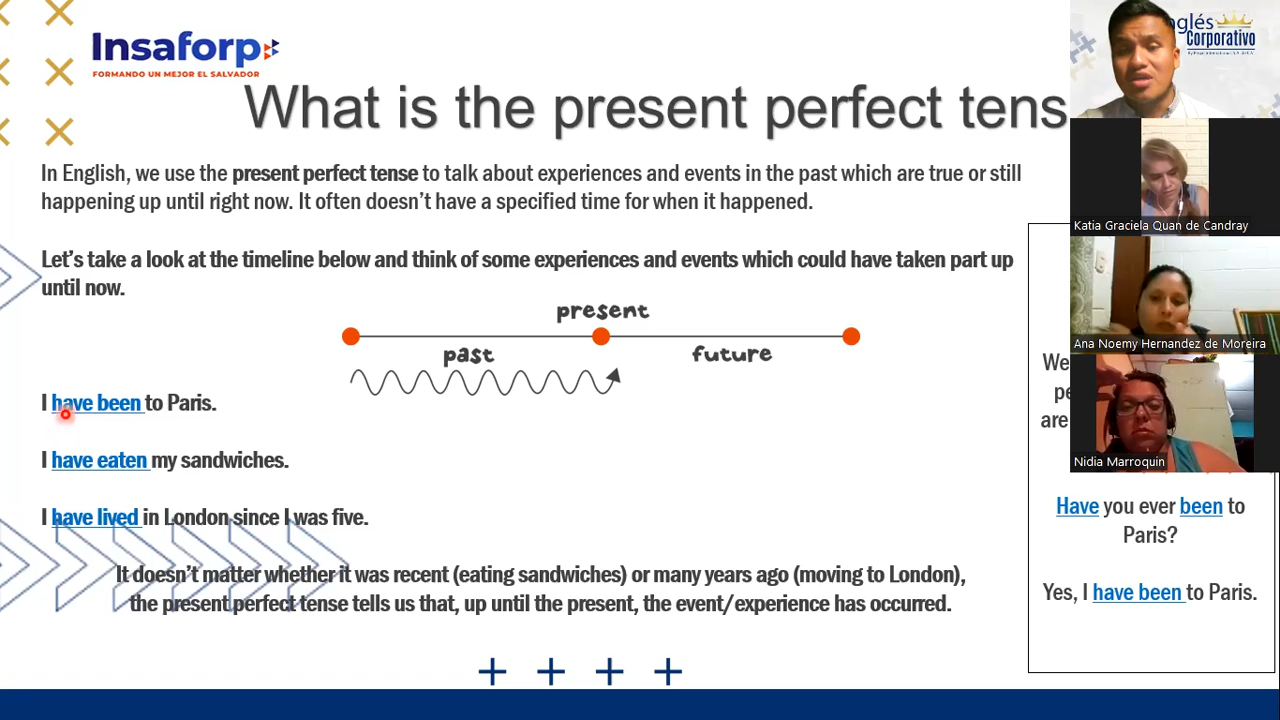 Insaforp
FORMANDO UN MEJOR EL SALVADOR
Inglés
Corporativo
What is the present perfect tens
In English, we use the present perfect tense to talk about experiences and events in the past which are true or still
happening up until right now. It often doesn't have a specified time for when it happened.
Let's take a look at the timeline below and think of some experiences and events which could have taken part up
until now.
present
past
future
I have been to Paris.
I have eaten my sandwiches.
I have lived in London since I was five.
It doesn't matter whether it was recent (eating sandwiches) or many years ago (moving to London),
the present perfect tense tells us that, up until the present, the event/experience has occurred.
Katia Graciela Quan de Candray
Ana Noemy Hernandez de Moreira
Nidia Marroquin
We
pe
are
Have you ever been to
Paris?
Yes, I have been to Paris.